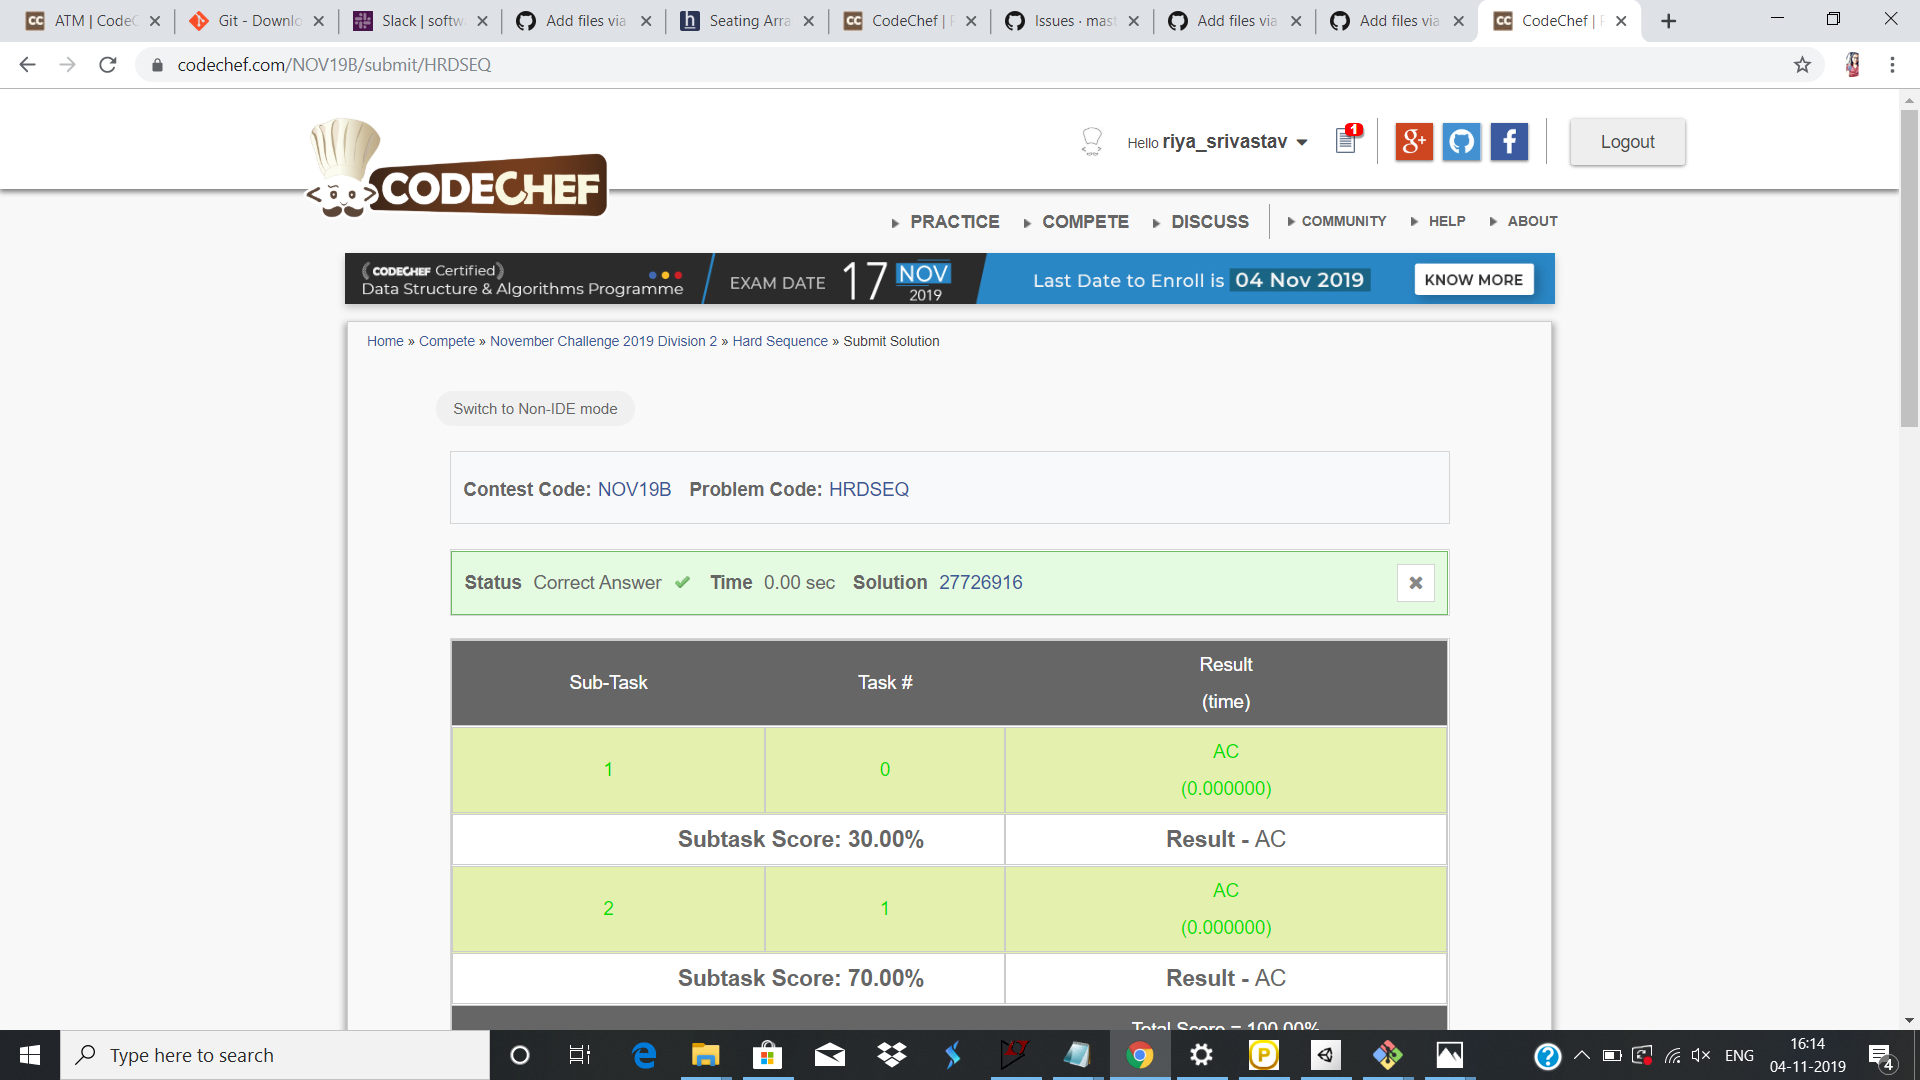 ATM | CodeC
Git - Downlo
Slack | softw
Add files via
Seating Arra
CodeChef | P
Issues · mast
Add files via
Add files via
CodeChef | P
codechef.com/NOV19B/submit/HRDSEQ
CODECHEF
Hello riya_srivastav
1
Logout
PRACTICE COMPETE DISCUSS COMMUNITY HELP ABOUT
(CODECHEF Certified)
Data Structure & Algorithms Programme
EXAM DATE 17 NOV 2019
Last Date to Enroll is 04 Nov 2019
KNOW MORE
Home » Compete » November Challenge 2019 Division 2 » Hard Sequence » Submit Solution
Switch to Non-IDE mode
Contest Code: NOV19B Problem Code: HRDSEQ
Status Correct Answer ✔ Time 0.00 sec Solution 27726916
Sub-Task Task # Result
(time)
1 0 AC
(0.000000)
Subtask Score: 30.00% Result - AC
2 1 AC
(0.000000)
Subtask Score: 70.00% Result - AC
Total Score = 100.00%
Type here to search
ENG
16:14
04-11-2019
4